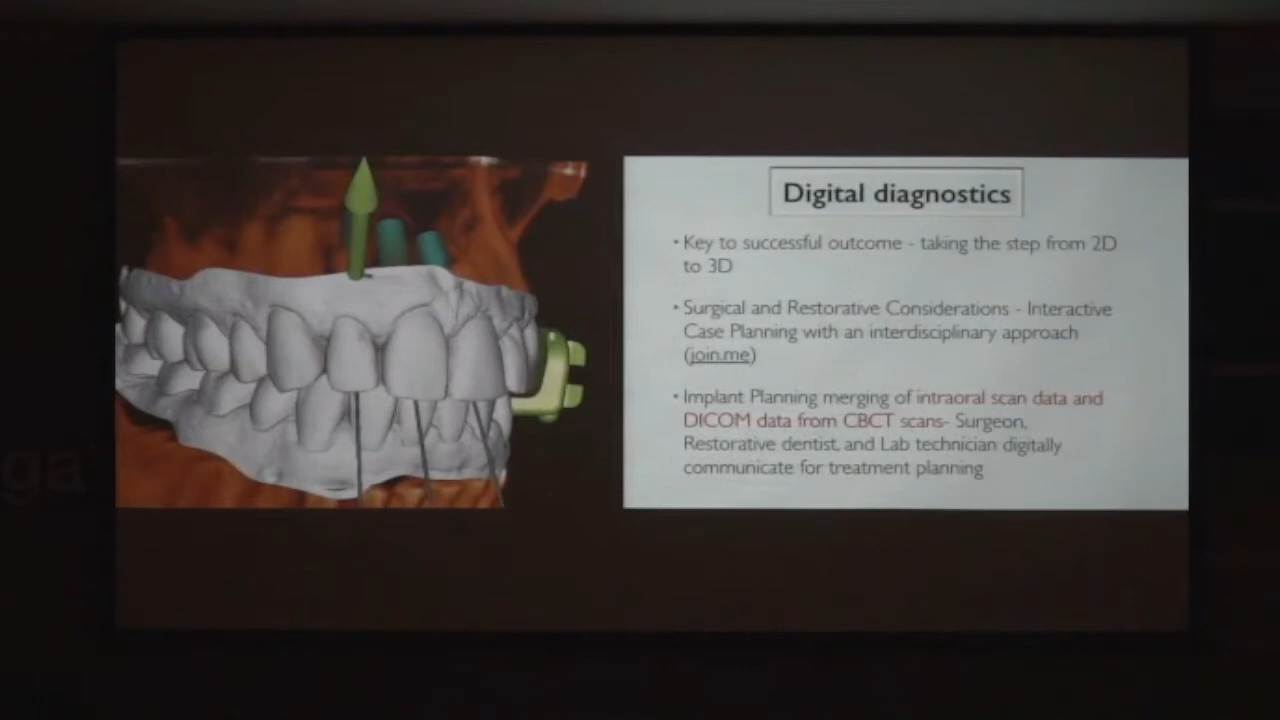 Digital diagnostics
• Key to successful outcome - taking the step from 2D
to 3D
• Surgical and Restorative Considerations - Interactive
Case Planning with an interdisciplinary approach
(join.me)
• Implant Planning merging of intraoral scan data and
DICOM data from CBCT scans- Surgeon,
Restorative dentist, and Lab technician digitally
communicate for treatment planning
ga